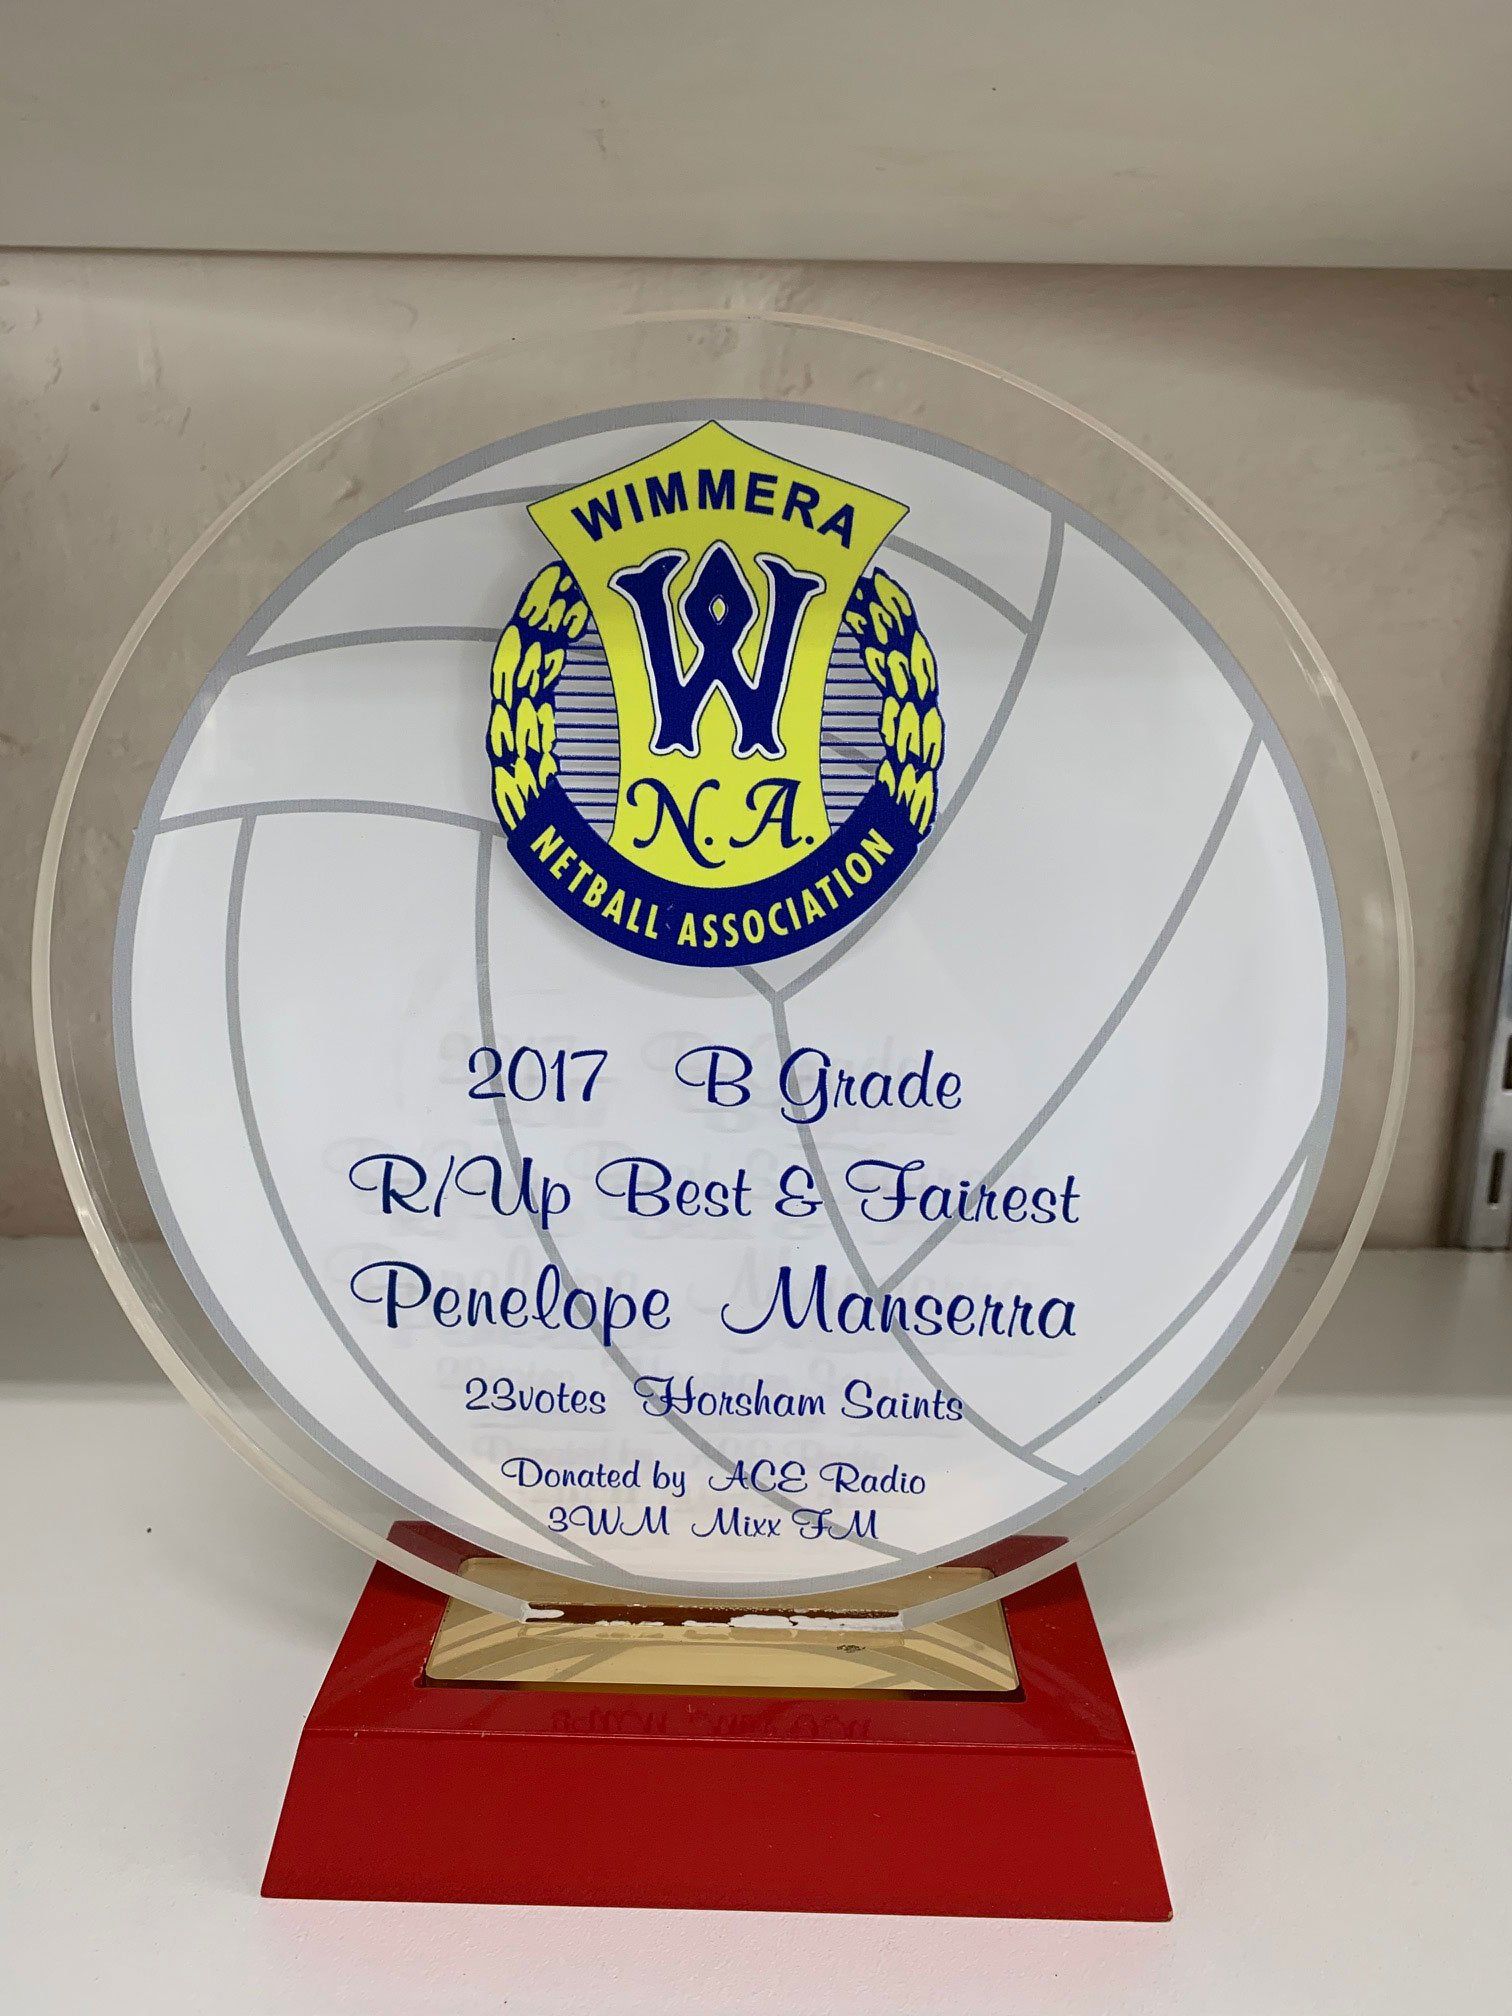 WIMMERA
W
N.A.
NETBALL ASSOCIATION
2017 B Grade
R/Up Best & Fairest
Penelope Manserra
23votes Horsham Saints
Donated by ACE Radio
3WM Mixx FM